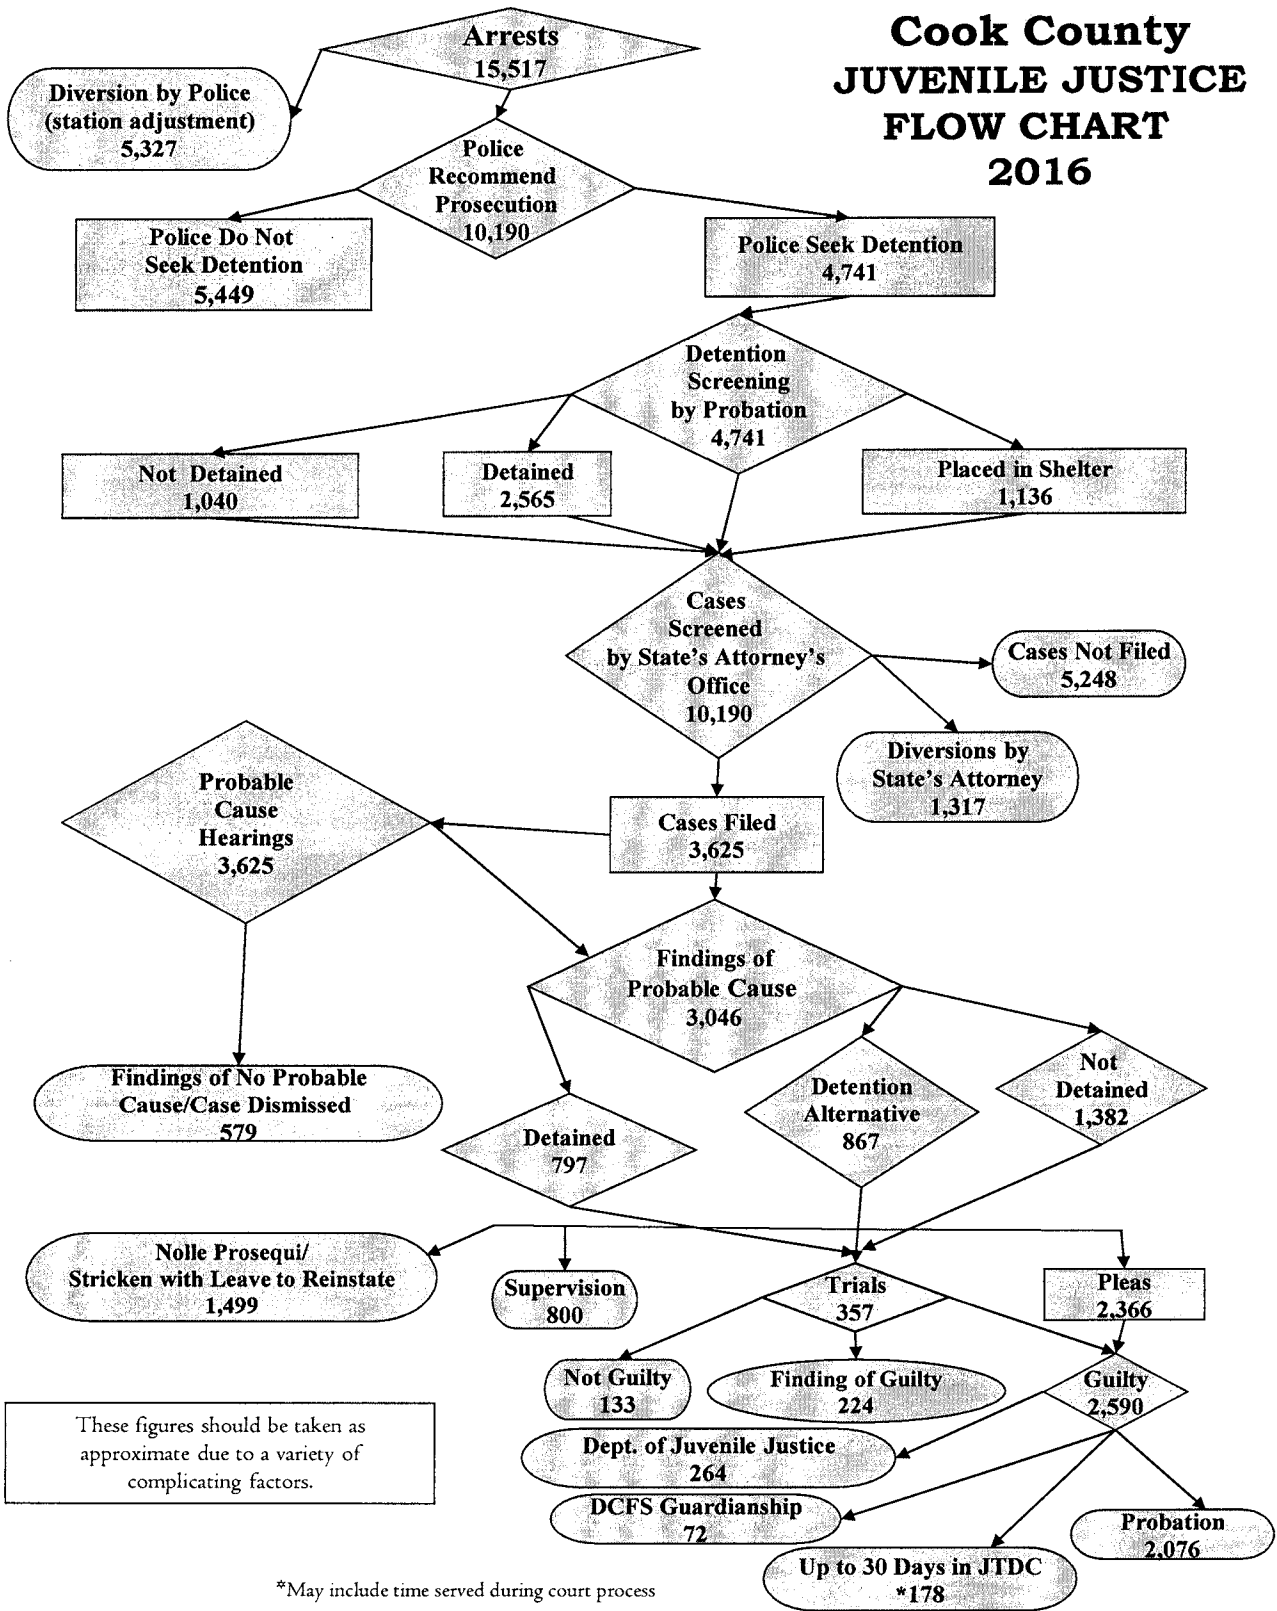 Cook County
JUVENILE JUSTICE
FLOW CHART
2016
Arrests
15,517
Diversion by Police
(station adjustment)
5,327
Police
Recommend
Prosecution
10,190
Police Do Not
Seek Detention
5,449
Police Seek Detention
4,741
Detention
Screening
by Probation
4,741
Not Detained
1,040
Detained
2,565
Placed in Shelter
1,136
Cases
Screened
by State's Attorney's
Office
10,190
Cases Not Filed
5,248
Diversions by
State's Attorney
1,317
Probable
Cause
Hearings
3,625
Cases Filed
3,625
Findings of
Probable Cause
3,046
Findings of No Probable
Cause/Case Dismissed
579
Detained
797
Detention
Alternative
867
Not
Detained
1,382
Nolle Prosequi/
Stricken with Leave to Reinstate
1,499
Supervision
800
Trials
357
Pleas
2,366
Not Guilty
133
Finding of Guilty
224
Guilty
2,590
These figures should be taken as
approximate due to a variety of
complicating factors.
Dept. of Juvenile Justice
264
DCFS Guardianship
72
Probation
2,076
Up to 30 Days in JTDC
*178
*May include time served during court process